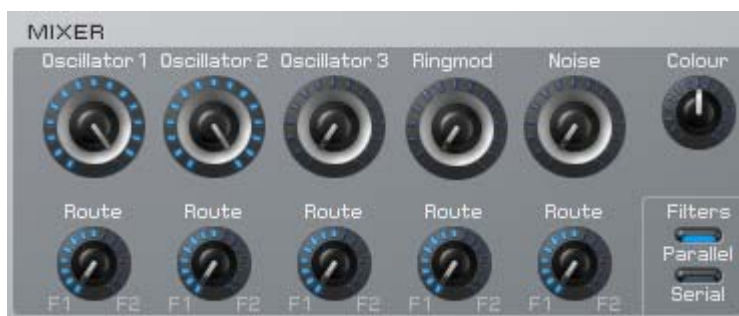 MIXER
Oscillator 1 Oscillator 2 Oscillator 3 Ringmod Noise Colour
Route Route Route Route Route Filters
Parallel
F1 F2 F1 F2 F1 F2 F1 F2 F1 F2 Serial